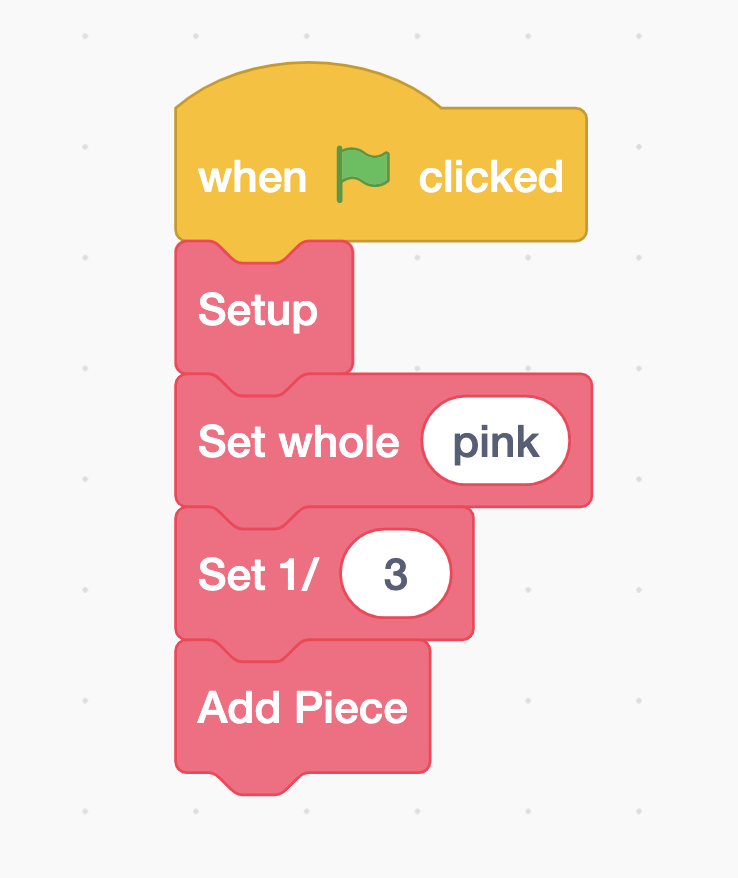 when clicked
Setup
Set whole pink
Set 1/ 3
Add Piece